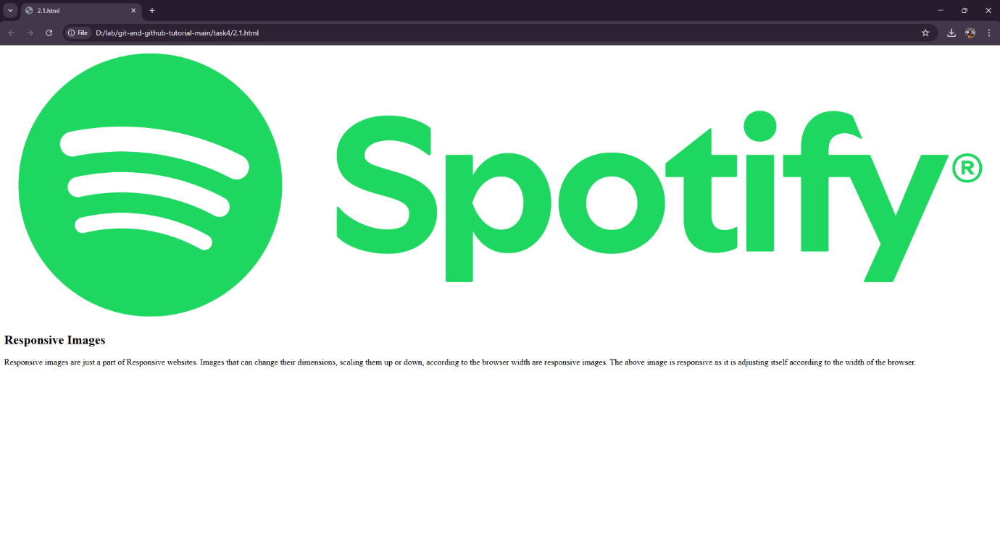 2.1.html
File
D:/lab/git-and-github-tutorial-main/task4/2.1.html
Spotify®
Responsive Images
Responsive images are just a part of Responsive websites. Images that can change their dimensions, scaling them up or down, according to the browser width are responsive images. The above image is responsive as it is adjusting itself according to the width of the browser.